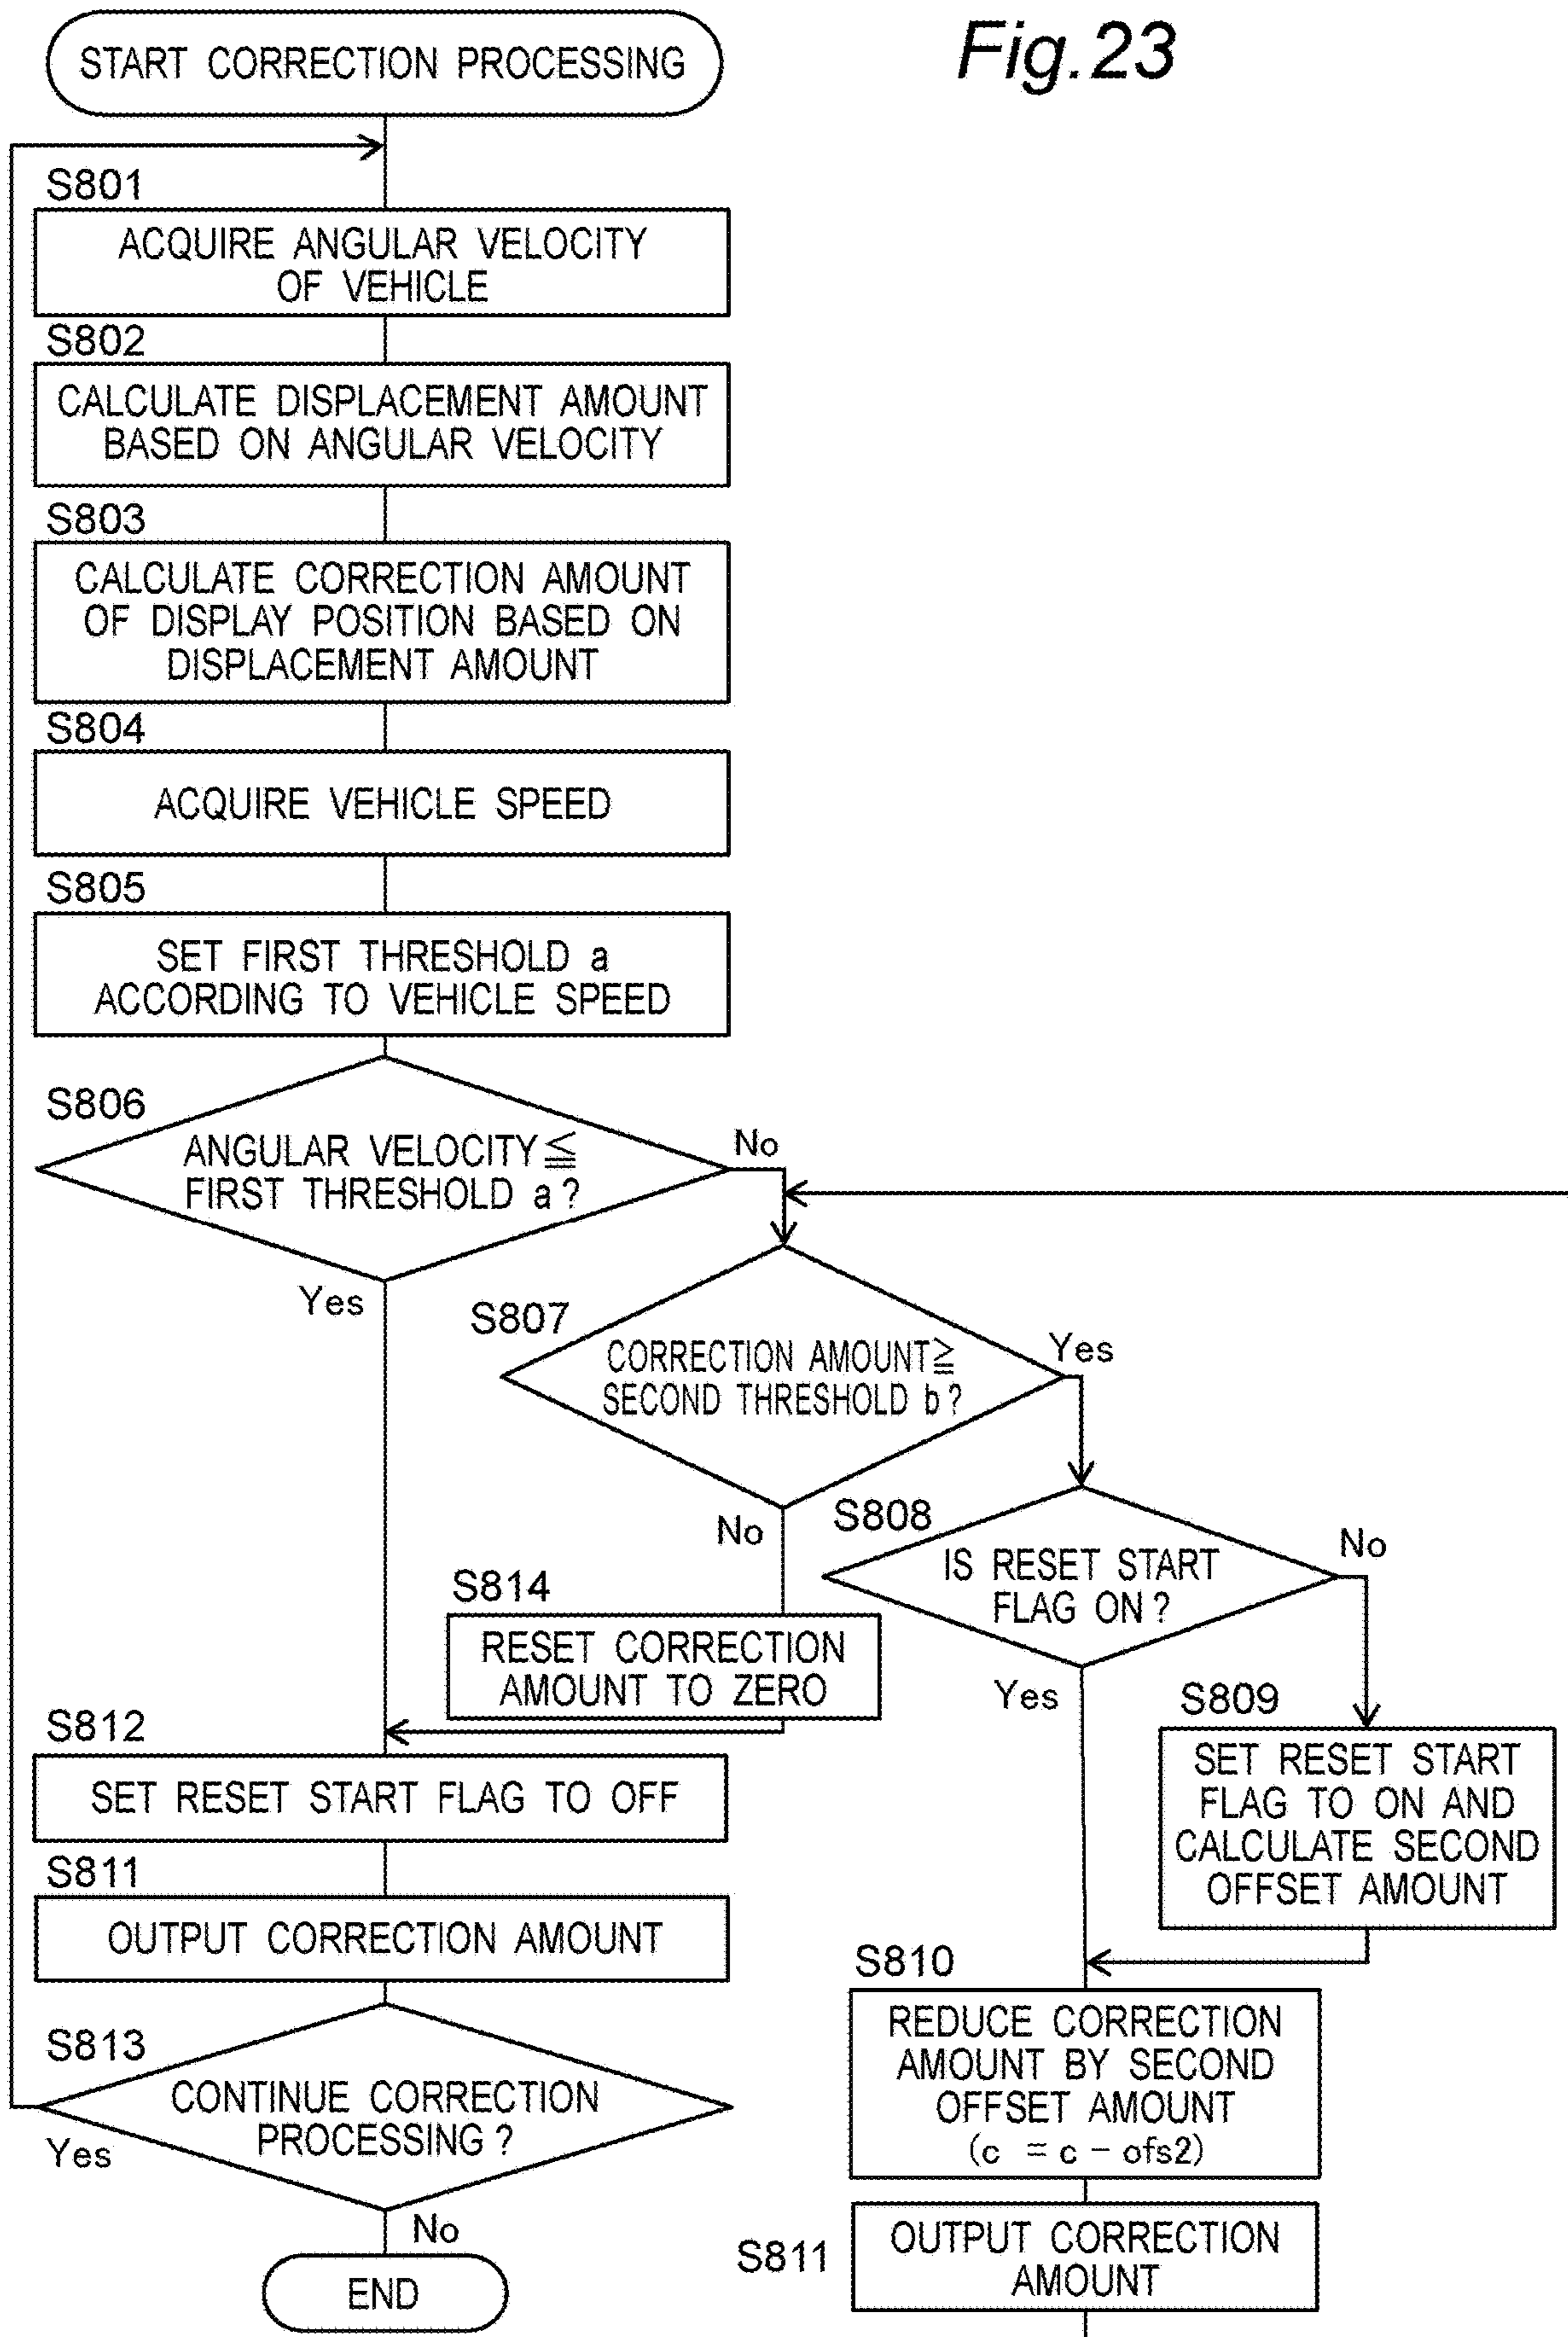 Fig.23
START CORRECTION PROCESSING
S801
ACQUIRE ANGULAR VELOCITY
OF VEHICLE
S802
CALCULATE DISPLACEMENT AMOUNT
BASED ON ANGULAR VELOCITY
S803
CALCULATE CORRECTION AMOUNT
OF DISPLAY POSITION BASED ON
DISPLACEMENT AMOUNT
S804
ACQUIRE VEHICLE SPEED
S805
SET FIRST THRESHOLD a
ACCORDING TO VEHICLE SPEED
S806
ANGULAR VELOCITY≦
FIRST THRESHOLD a?
No
Yes
S807
CORRECTION AMOUNT≧
SECOND THRESHOLD b?
Yes
No
S808
IS RESET START
FLAG ON?
No
Yes
S814
RESET CORRECTION
AMOUNT TO ZERO
S809
SET RESET START
FLAG TO ON AND
CALCULATE SECOND
OFFSET AMOUNT
S812
SET RESET START FLAG TO OFF
S811
OUTPUT CORRECTION AMOUNT
S813
CONTINUE CORRECTION
PROCESSING?
Yes
No
END
S810
REDUCE CORRECTION
AMOUNT BY SECOND
OFFSET AMOUNT
(c = c - ofs2)
S811
OUTPUT CORRECTION
AMOUNT